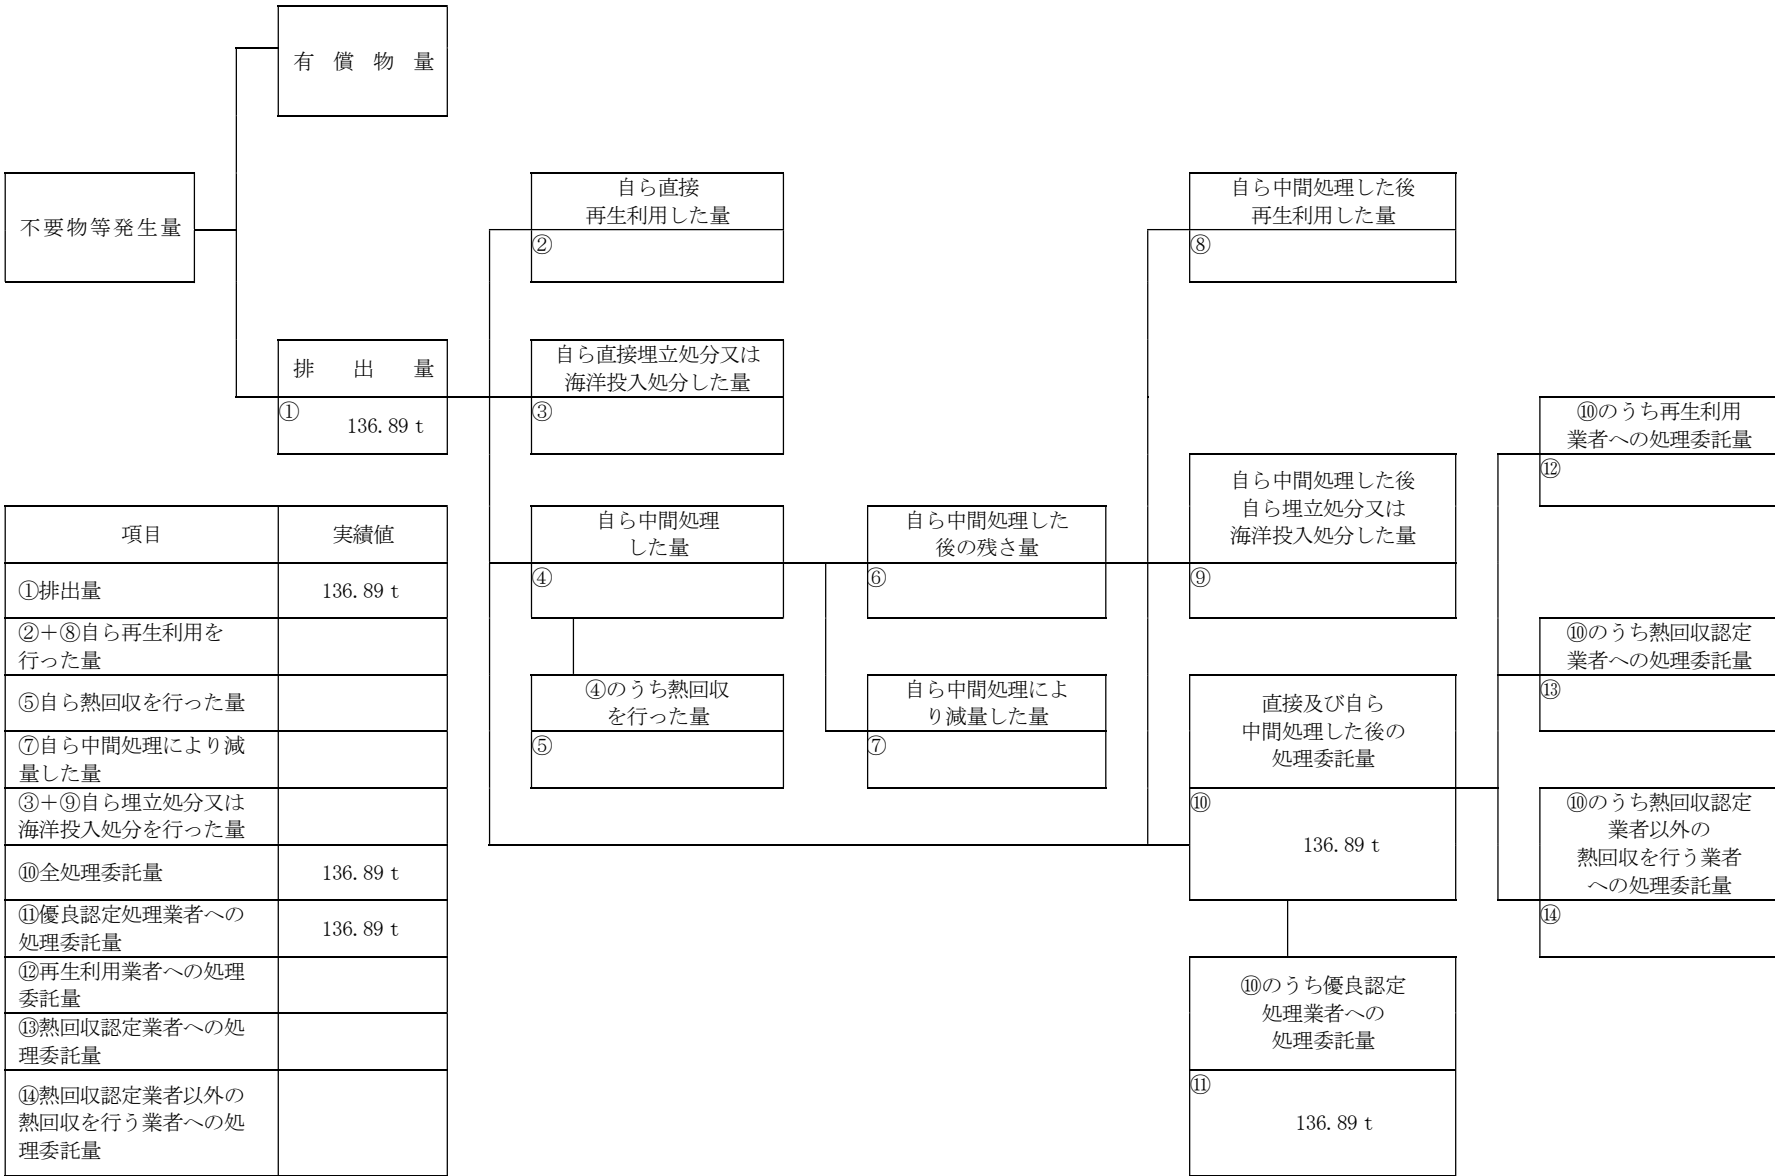 有償物量
不要物等発生量
自ら直接
再生利用した量
②
自ら中間処理した後
再生利用した量
⑧
排出量
①
136.89 t
自ら直接埋立処分又は
海洋投入処分した量
③
⑩のうち再生利用
業者への処理委託量
⑫
自ら中間処理した後
自ら埋立処分又は
海洋投入処分した量
⑨
自ら中間処理
した量
④
自ら中間処理した
後の残さ量
⑥
⑩のうち熱回収認定
業者への処理委託量
⑬
④のうち熱回収
を行った量
⑤
自ら中間処理によ
り減量した量
⑦
直接及び自ら
中間処理した後の
処理委託量
⑩
136.89 t
⑩のうち熱回収認定
業者以外の
熱回収を行う業者
への処理委託量
⑭
⑩のうち優良認定
処理業者への
処理委託量
⑪
136.89 t
項目 実績値
①排出量 136.89 t
②+⑧自ら再生利用を
行った量
⑤自ら熱回収を行った量
⑦自ら中間処理により減
量した量
③+⑨自ら埋立処分又は
海洋投入処分を行った量
⑩全処理委託量 136.89 t
⑪優良認定処理業者への
処理委託量 136.89 t
⑫再生利用業者への処理
委託量
⑬熱回収認定業者への処
理委託量
⑭熱回収認定業者以外の
熱回収を行う業者への処
理委託量